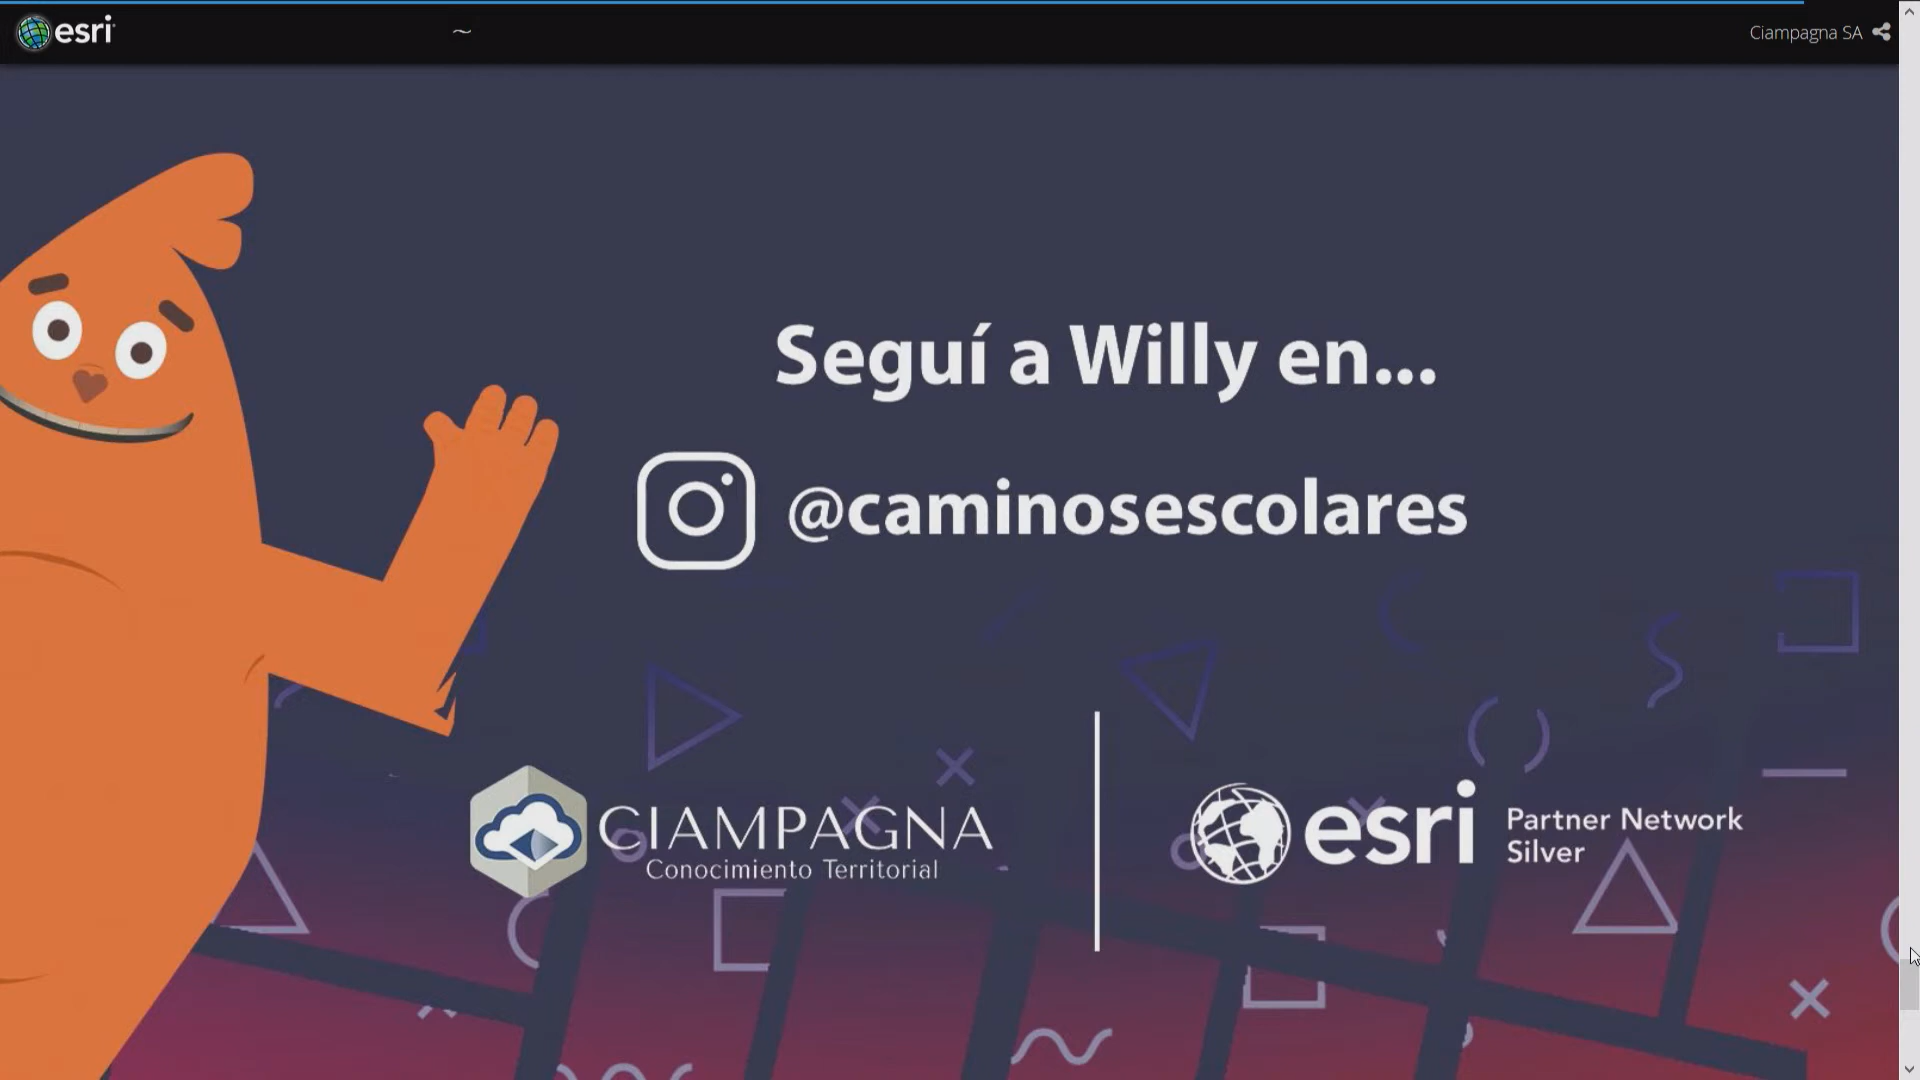 esri
~
Ciampagna SA
Seguí a Willy en...
@caminosescolares
CIAMPAGNA
Conocimiento Territorial
esri
Partner Network
Silver